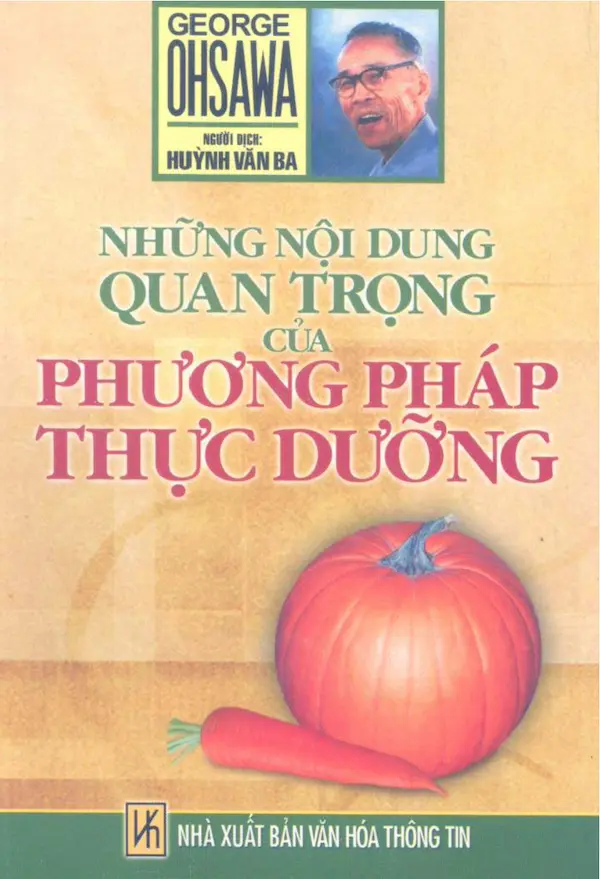 GEORGE
OHSAWA
NGƯỜI DỊCH:
HUỲNH VĂN BA
NHỮNG NỘI DUNG
QUAN TRỌNG
CỦA
PHƯƠNG PHÁP
THỰC DƯỠNG
NHÀ XUẤT BẢN VĂN HÓA THÔNG TIN